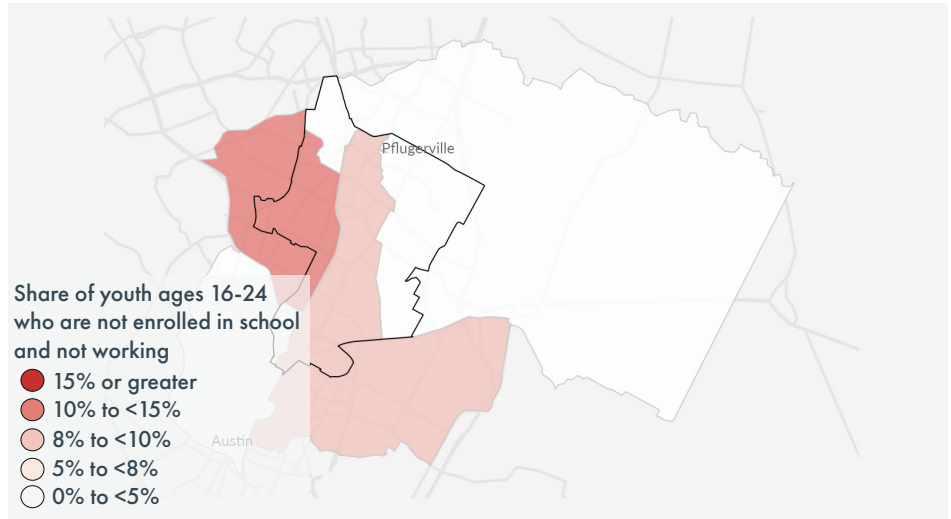 Pflugerville
Share of youth ages 16-24
who are not enrolled in school
and not working
15% or greater
10% to <15%
8% to <10%
Austin
5% to <8%
0% to <5%